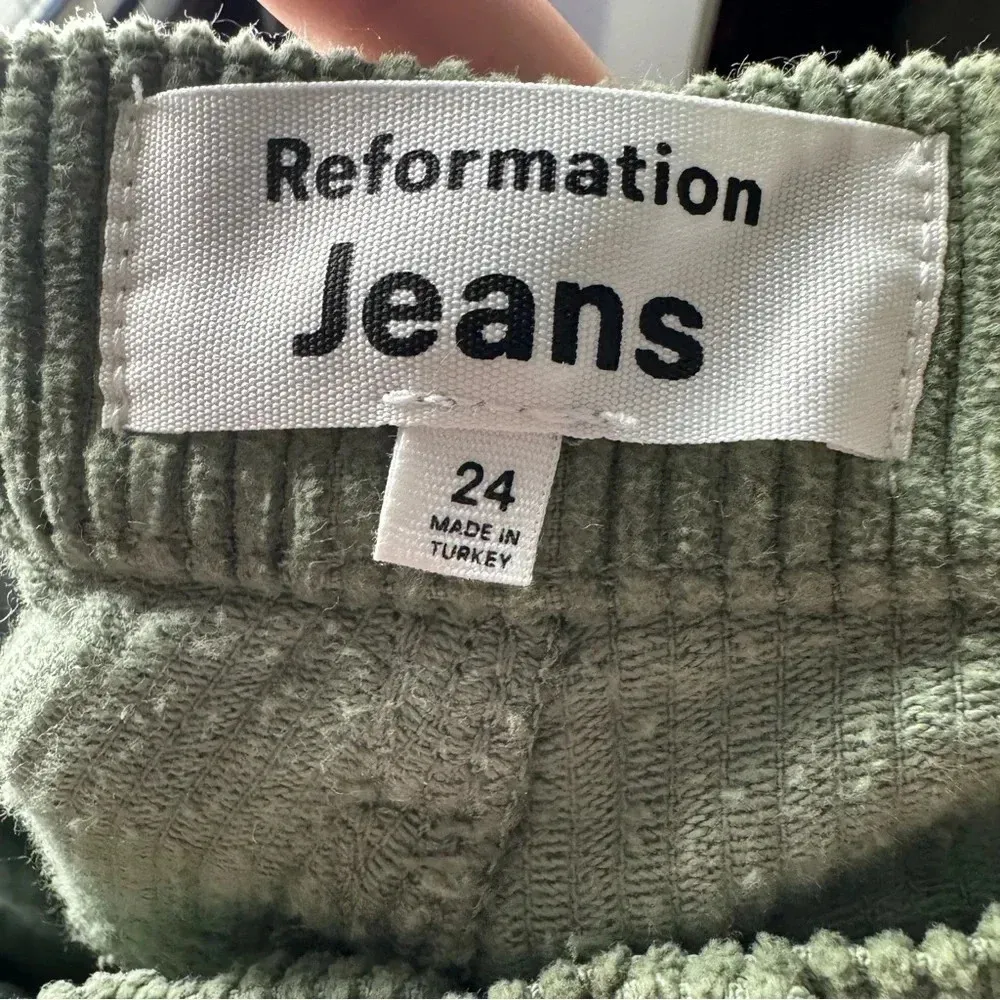 Reformation
Jeans
24
MADE IN
TURKEY